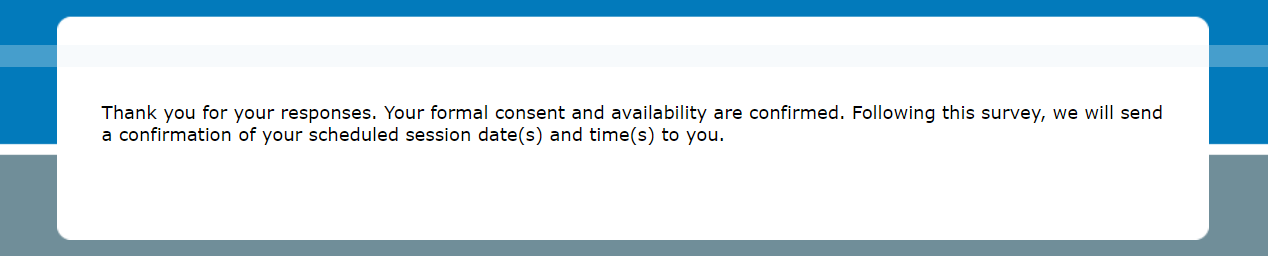 Thank you for your responses. Your formal consent and availability are confirmed. Following this survey, we will send
a confirmation of your scheduled session date(s) and time(s) to you.